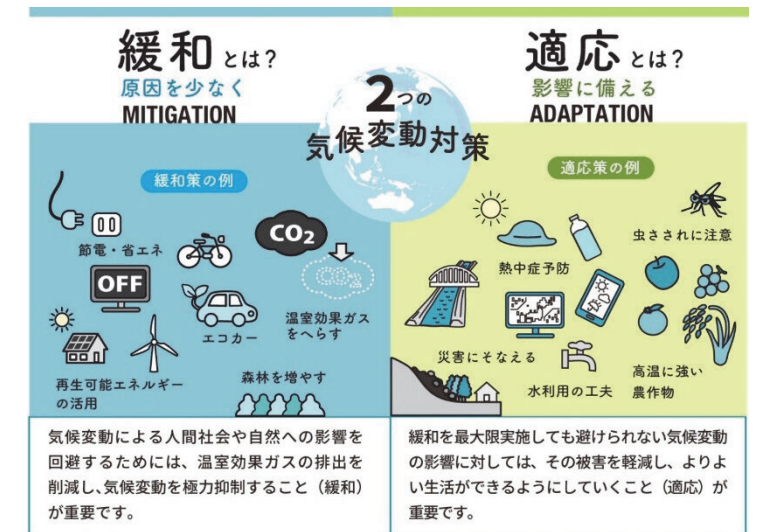 緩和とは?
原因を少なく
MITIGATION
2つの
気候変動対策
適応とは?
影響に備える
ADAPTATION
緩和策の例
節電・省エネ
OFF
CO2
エコカー
温室効果ガス
をへらす
再生可能エネルギー
の活用
森林を増やす
適応策の例
虫さされに注意
熱中症予防
災害にそなえる
水利用の工夫
高温に強い
農作物
気候変動による人間社会や自然への影響を
回避するためには、温室効果ガスの排出を
削減し、気候変動を極力抑制すること（緩和）
が重要です。
緩和を最大限実施しても避けられない気候変動
の影響に対しては、その被害を軽減し、よりよ
い生活ができるようにしていくこと（適応）が
重要です。